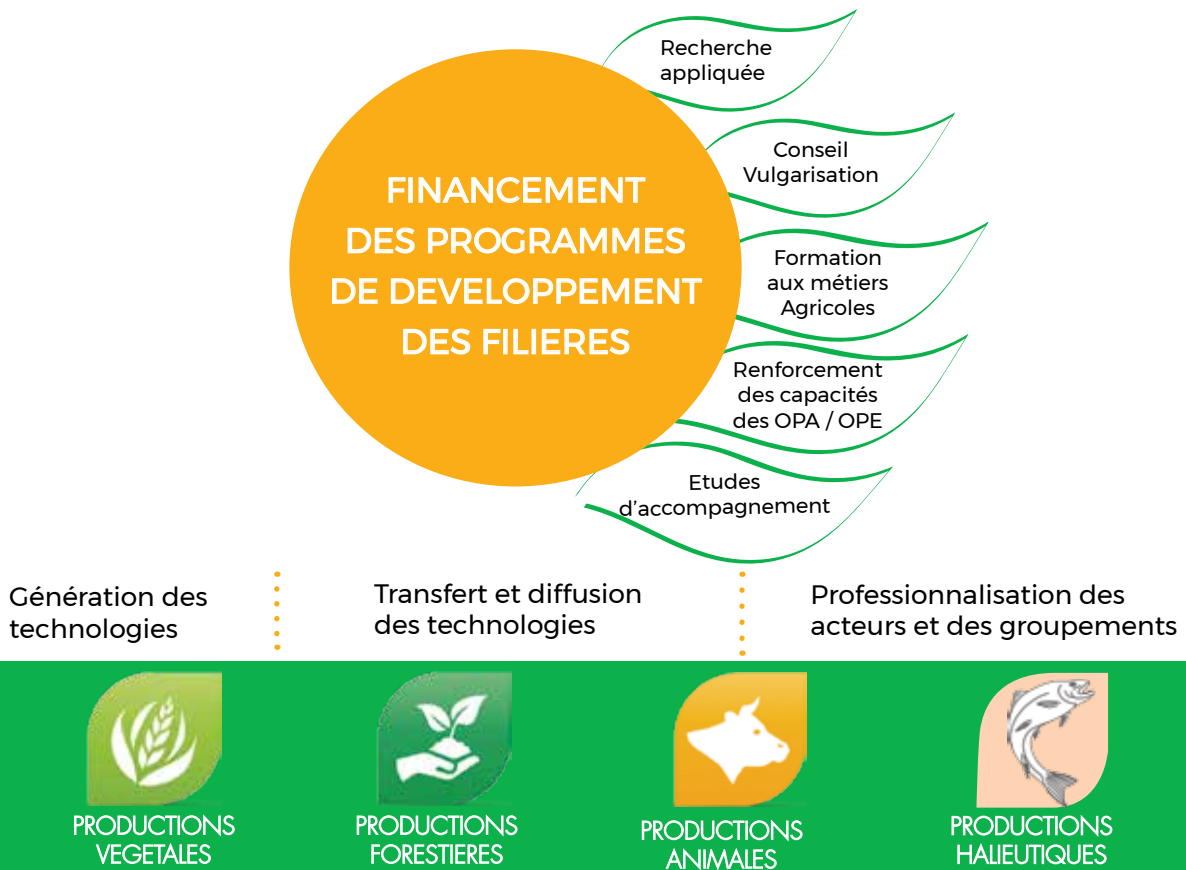 Recherche
appliquée
Conseil
Vulgarisation
FINANCEMENT
DES PROGRAMMES
DE DEVELOPPEMENT
DES FILIERES
Formation
aux métiers
Agricoles
Renforcement
des capacités
des OPA / OPE
Etudes
d'accompagnement
Génération des
technologies
Transfert et diffusion
des technologies
Professionnalisation des
acteurs et des groupements
PRODUCTIONS
VEGETALES
PRODUCTIONS
FORESTIERES
PRODUCTIONS
ANIMALES
PRODUCTIONS
HALIEUTIQUES